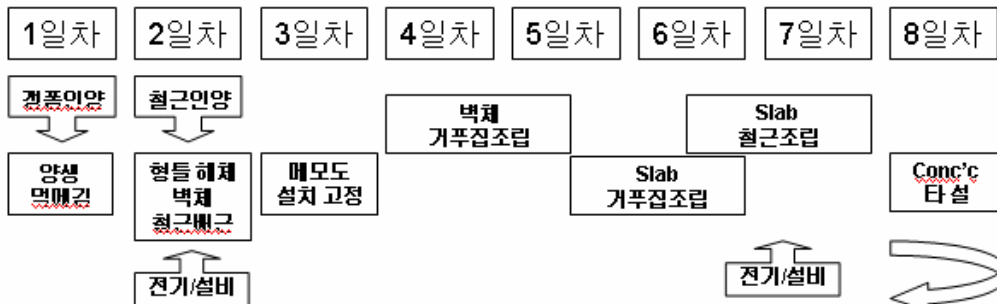 1일차 2일차 3일차 4일차 5일차 6일차 7일차 8일차
갱폼인양 철근인양
벽체
거푸집조립
Slab
철근조립
양생
먹메김
형틀 해체
벽체
철근배근
메모도
설치 고정
Slab
거푸집조립
Conc'c
타 설
전기/설비
전기/설비